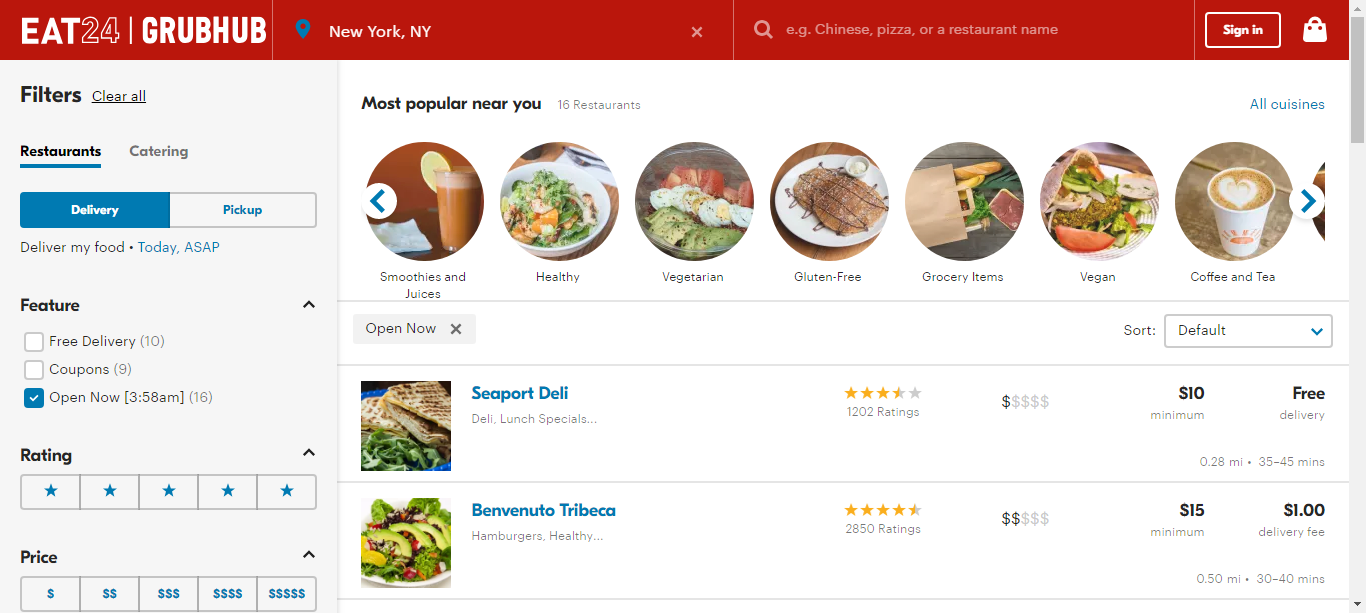 EAT24 | GRUBHUB
New York, NY
e.g. Chinese, pizza, or a restaurant name
Sign in
Filters Clear all
Restaurants Catering
Delivery Pickup
Deliver my food • Today, ASAP
Feature
Free Delivery (10)
Coupons (9)
Open Now [3:58am] (16)
Rating
Price
$ $$ $$$ $$$$ $$$$$
Most popular near you 16 Restaurants All cuisines
Smoothies and
Juices
Healthy
Vegetarian
Gluten-Free
Grocery Items
Vegan
Coffee and Tea
Open Now
Sort: Default
Seaport Deli
Deli, Lunch Specials...
1202 Ratings
$$$$$
$10
minimum
Free
delivery
0.28 mi • 35–45 mins
Benvenuto Tribeca
Hamburgers, Healthy...
2850 Ratings
$$$$$
$15
minimum
$1.00
delivery fee
0.50 mi • 30–40 mins